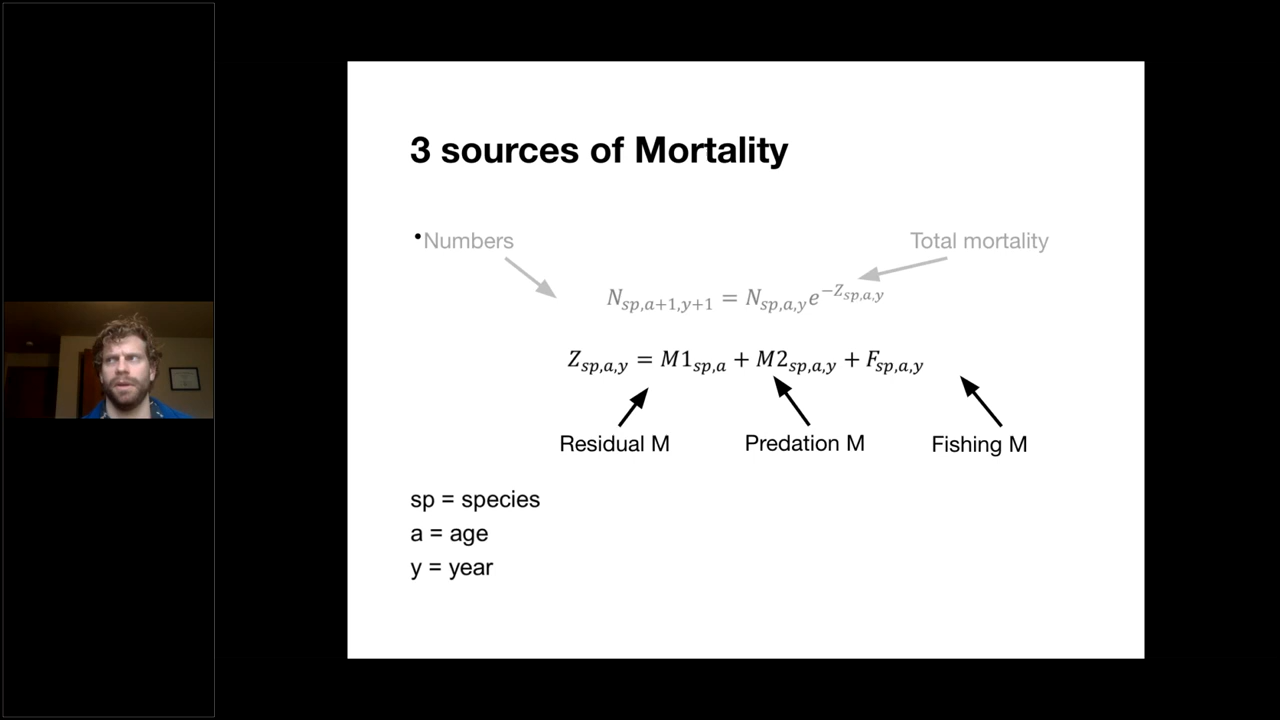 3 sources of Mortality
•Numbers
Total mortality
N_{sp,a+1,y+1} = N_{sp,a,y}e^{-Z_{sp,a,y}}
Z_{sp,a,y} = M1_{sp,a} + M2_{sp,a,y} + F_{sp,a,y}
Residual M Predation M Fishing M
sp = species
a = age
y = year